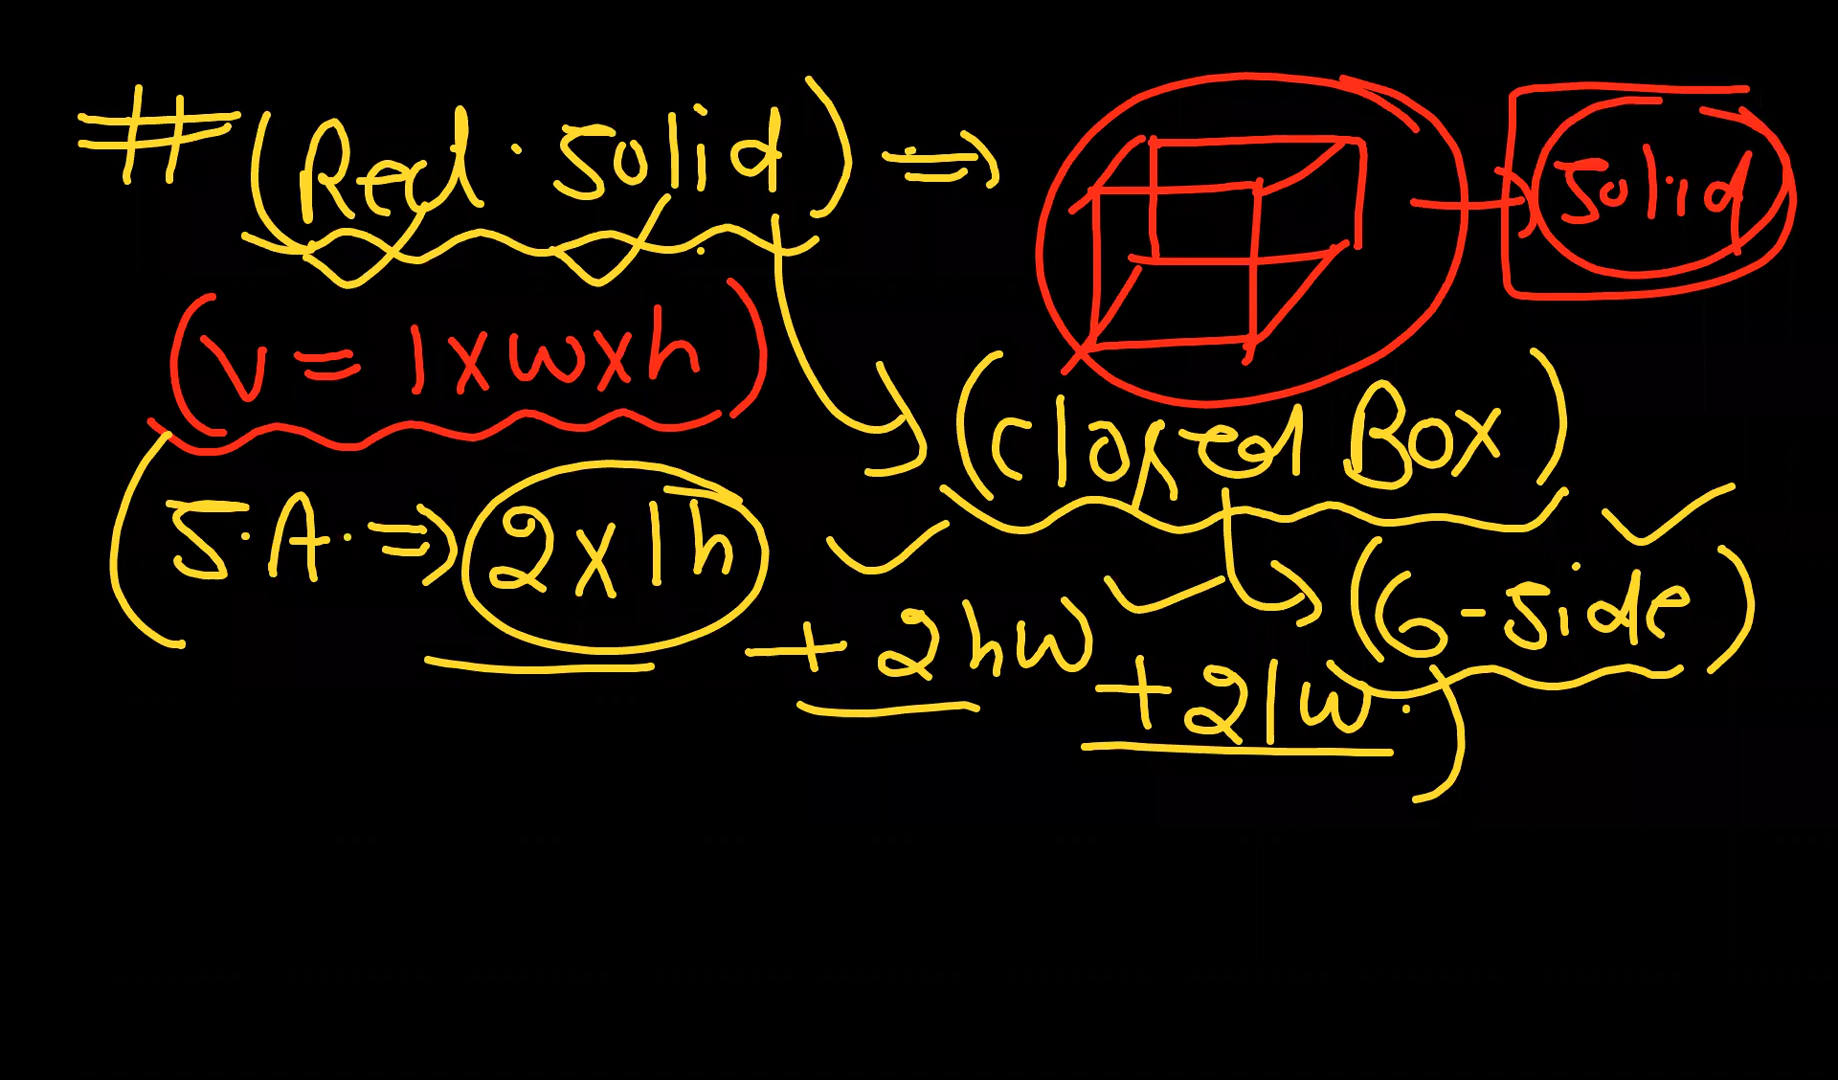 # (Rect. Solid) ⇒
Solid
(V = l x w x h)
(Closed Box)
(S.A. ⇒ 2 x lh
+ 2hw
+ 2lw.)
(6-side)